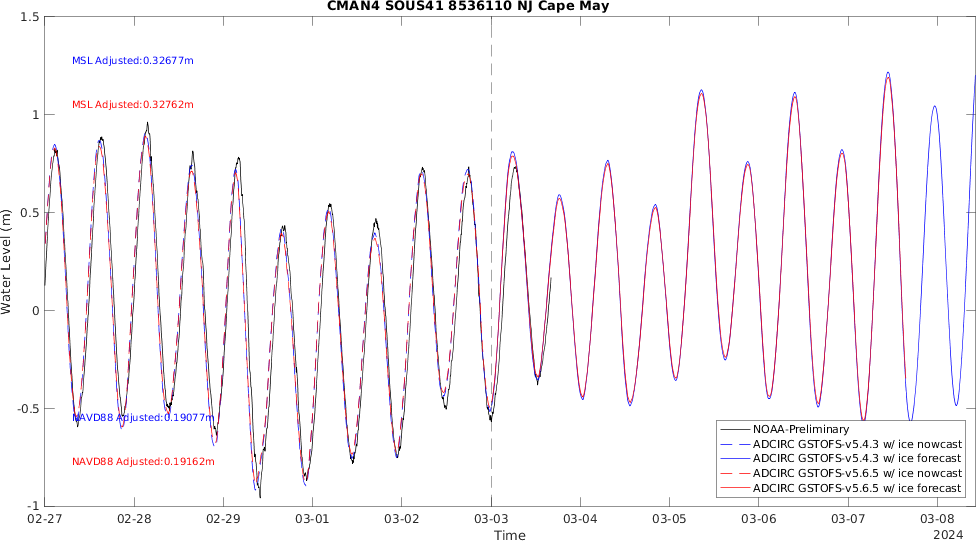 CMAN4 SOUS41 8536110 NJ Cape May
1.5
1
0.5
0
-0.5
-1
Water Level (m)
MSL Adjusted:0.32677m
MSL Adjusted:0.32762m
NAVD88 Adjusted:0.19077m
NAVD88 Adjusted:0.19162m
NOAA-Preliminary
ADCIRC GSTOFS-v5.4.3 w/ ice nowcast
ADCIRC GSTOFS-v5.4.3 w/ ice forecast
ADCIRC GSTOFS-v5.6.5 w/ ice nowcast
ADCIRC GSTOFS-v5.6.5 w/ ice forecast
02-27 02-28 02-29 03-01 03-02 03-03 03-04 03-05 03-06 03-07 03-08
Time
2024